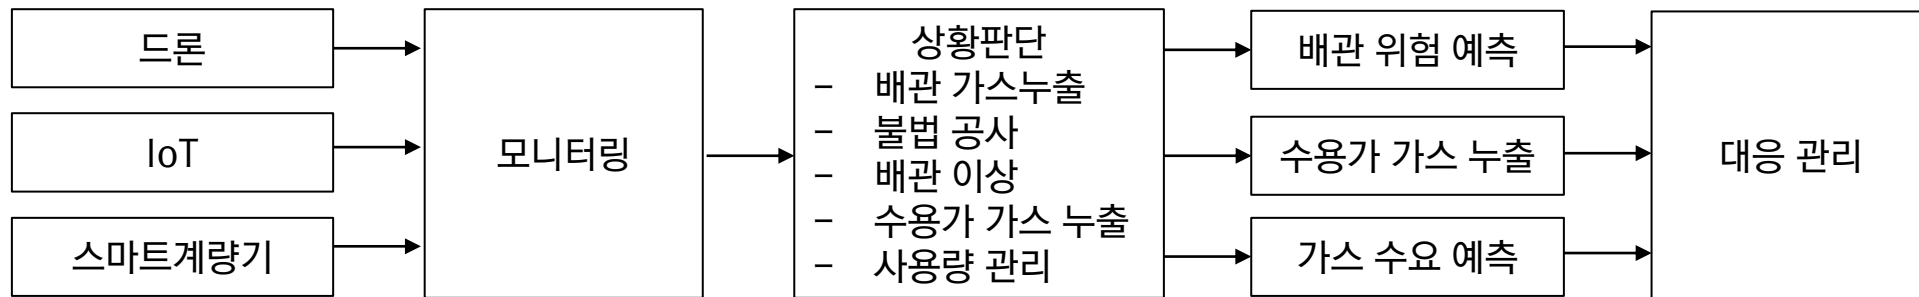 드론
IoT
스마트계량기
모니터링
상황판단
- 배관 가스누출
- 불법 공사
- 배관 이상
- 수용가 가스 누출
- 사용량 관리
배관 위험 예측
수용가 가스 누출
가스 수요 예측
대응 관리